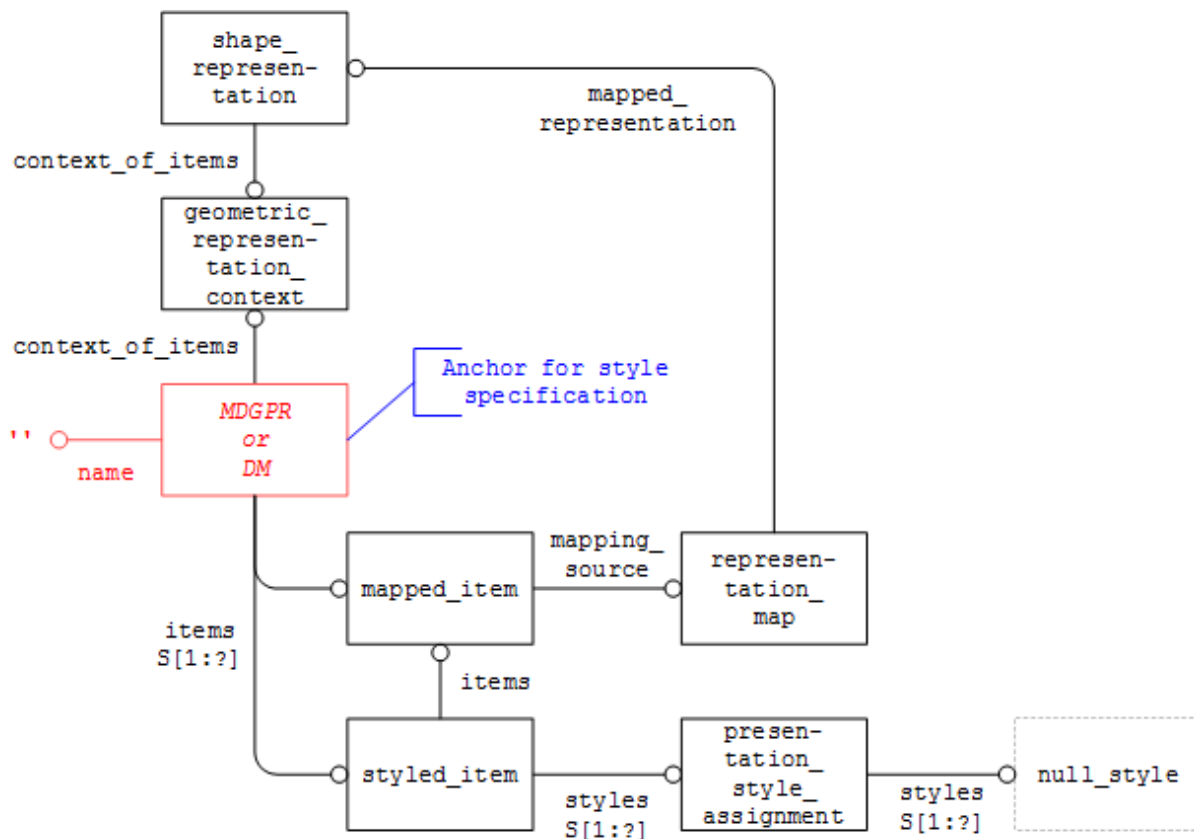 shape_
represen-
tation
mapped_
representation
context_of_items
geometric_
represen-
tation_
context
context_of_items
Anchor for style
specification
MDGPR
or
DM
''
name
mapped_item
mapping_
source
represen-
tation_
map
items
S[1:?]
items
styled_item
styles
S[1:?]
presen-
tation_
style_
assignment
styles
S[1:?]
null_style